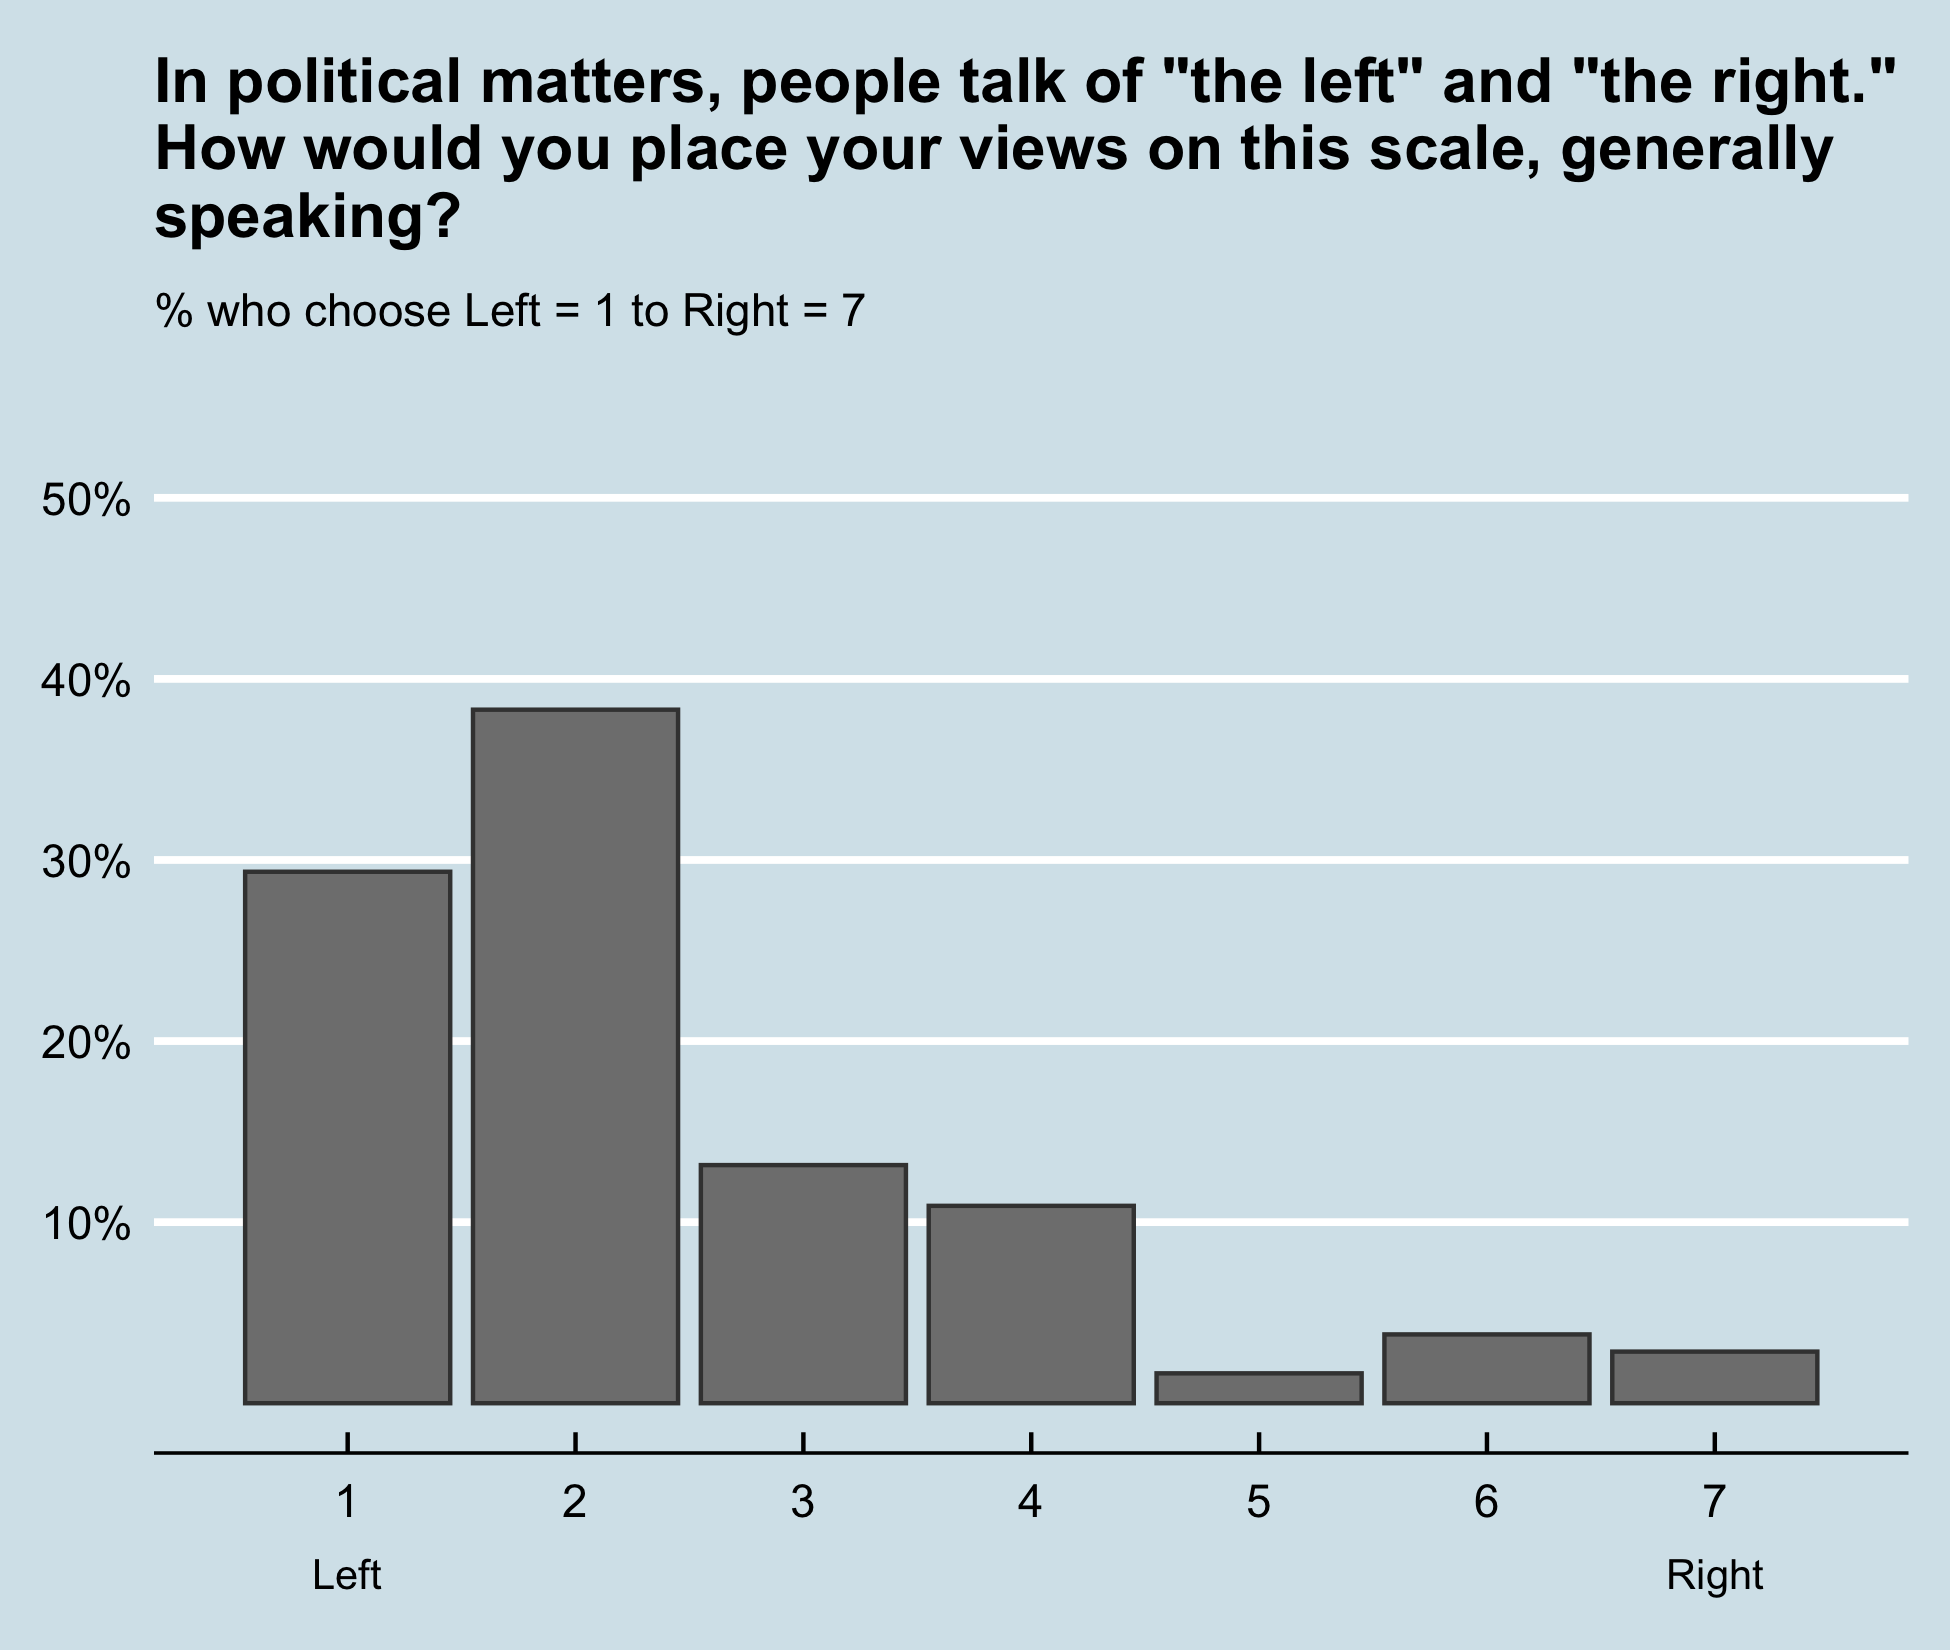 In political matters, people talk of "the left" and "the right."
How would you place your views on this scale, generally
speaking?
% who choose Left = 1 to Right = 7
50%
40%
30%
20%
10%
1 2 3 4 5 6 7
Left Right